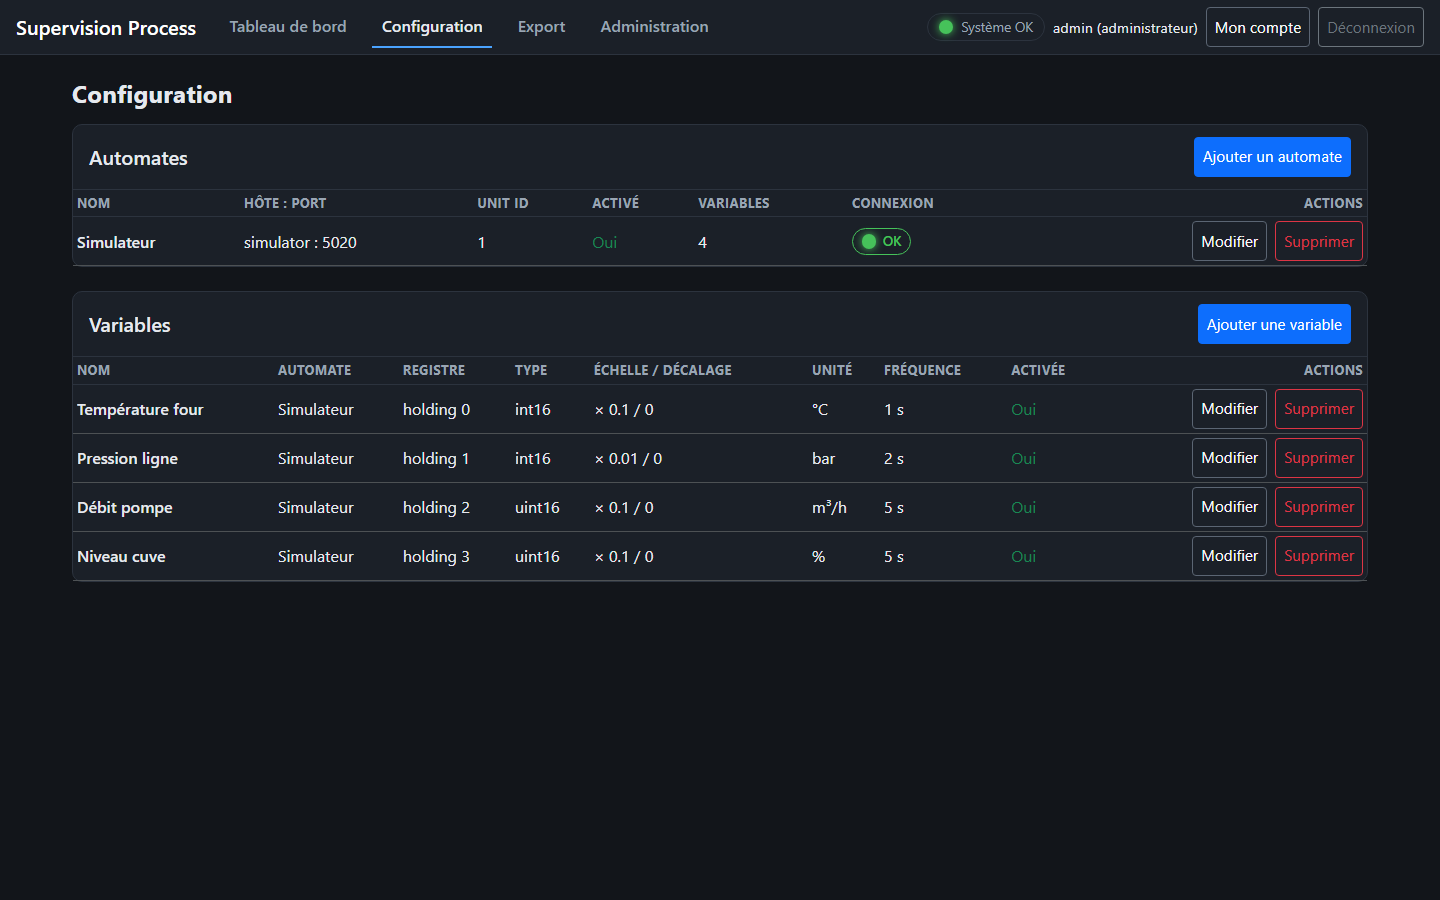 Supervision Process Tableau de bord Configuration Export Administration Système OK admin (administrateur) Mon compte Déconnexion
Configuration
Automates Ajouter un automate
NOM HÔTE : PORT UNIT ID ACTIVÉ VARIABLES CONNEXION ACTIONS
Simulateur simulator : 5020 1 Oui 4 OK Modifier Supprimer
Variables Ajouter une variable
NOM AUTOMATE REGISTRE TYPE ÉCHELLE / DÉCALAGE UNITÉ FRÉQUENCE ACTIVÉE ACTIONS
Température four Simulateur holding 0 int16 × 0.1 / 0 °C 1 s Oui Modifier Supprimer
Pression ligne Simulateur holding 1 int16 × 0.01 / 0 bar 2 s Oui Modifier Supprimer
Débit pompe Simulateur holding 2 uint16 × 0.1 / 0 m³/h 5 s Oui Modifier Supprimer
Niveau cuve Simulateur holding 3 uint16 × 0.1 / 0 % 5 s Oui Modifier Supprimer